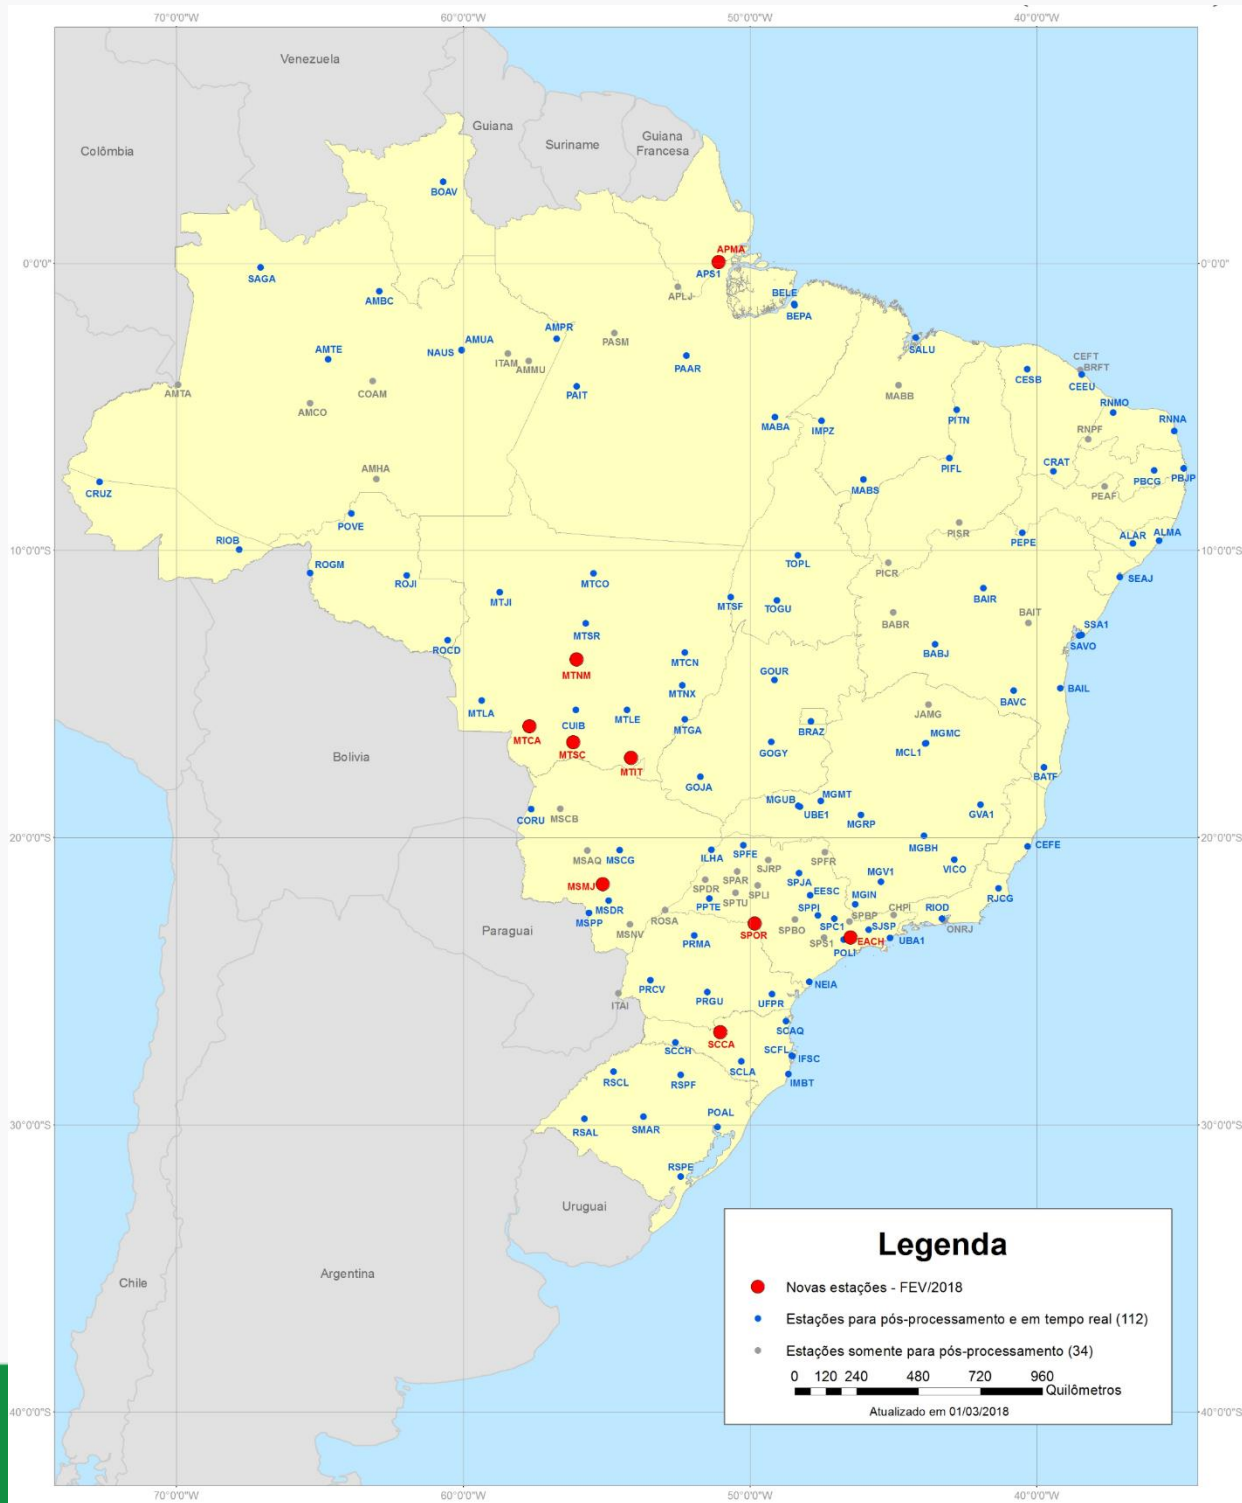 70°0'0"W 60°0'0"W 50°0'0"W 40°0'0"W
Venezuela
Guiana
Suriname
Guiana
Francesa
Colômbia
BOAV
APMA
0°0'0" 0°0'0"
SAGA
APS1
AMBC
APLJ
BELE
BEPA
AMPR
AMUA
PASM
NAUS
ITAM
AMMU
SALU
AMTE
PAAR
CEFT
BRFT
CESB
CEEU
AMTA
COAM
PAIT
MABB
AMCO
RNMO
MABA
IMPZ
PITN
RNNA
RNPF
AMHA
PIFL
CRAT
PBCG
PBJP
CRUZ
MABS
PEAF
POVE
PISR
RIOB
PEPE
ALAR
ALMA
10°0'0"S 10°0'0"S
ROGM
ROJI
MTCO
TOPL
PICR
SEAJ
MTJI
MTSF
TOGU
BAIR
BABR
BAIT
MTSR
SSA1
SAVO
ROCD
BABJ
MTCN
MTNM
GOUR
MTNX
BAIL
BAVC
MTLA
JAMG
MTLE
CUIB
MTGA
BRAZ
MGMC
MTCA
MTSC
GOGY
MCL1
Bolívia
MTIT
BATF
GOJA
MGMT
MGUB
UBE1
GVA1
CORU
MSCB
MGRP
20°0'0"S 20°0'0"S
MGBH
CEFE
MSAQ
MSCG
ILHA
SPFE
SJRP
SPFR
VICO
SPAR
SPJA
MGV1
MSMJ
SPDR
SPLI
EESC
MGIN
RJCG
SPTU
MSDR
PPTE
SPPI
CHPI
RIOD
MSPP
ROSA
SPBP
Paraguai
MSNV
SPOR
SPBO
SPC1
SJSP
ONRJ
PRMA
SPS1
EACH
UBA1
POLI
PRCV
NEIA
ITAI
PRGU
UFPR
SCAQ
SCCA
SCCH
SCFL
IFSC
SCLA
RSCL
RSPF
IMBT
POAL
30°0'0"S 30°0'0"S
RSAL
SMAR
RSPE
Uruguai
Chile
Argentina
Legenda
Novas estações - FEV/2018
Estações para pós-processamento e em tempo real (112)
Estações somente para pós-processamento (34)
0 120 240 480 720 960
Quilômetros
Atualizado em 01/03/2018
40°0'0"S 40°0'0"S
70°0'0"W 60°0'0"W 50°0'0"W 40°0'0"W